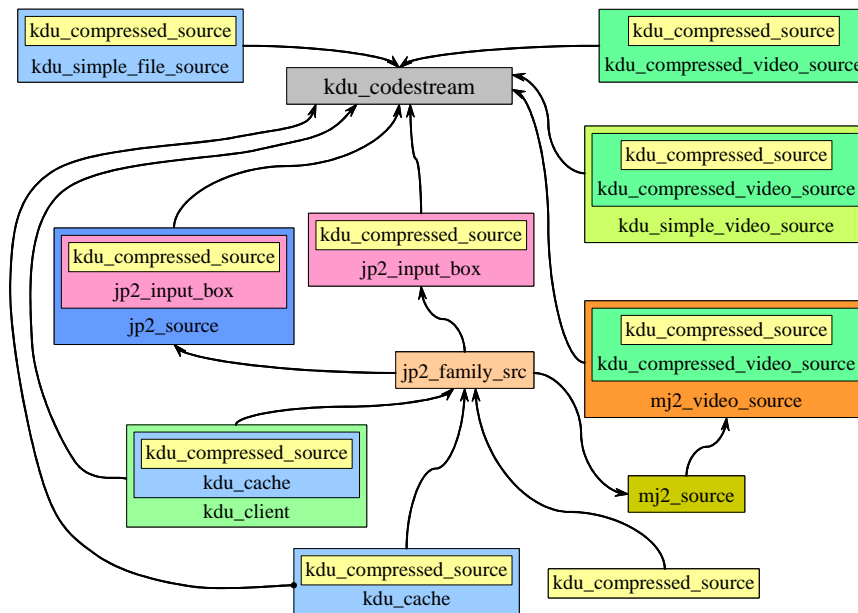 kdu_compressed_source
kdu_simple_file_source
kdu_compressed_source
kdu_compressed_video_source
kdu_codestream
kdu_compressed_source
kdu_compressed_video_source
kdu_simple_video_source
kdu_compressed_source
jp2_input_box
jp2_source
kdu_compressed_source
jp2_input_box
kdu_compressed_source
kdu_compressed_video_source
mj2_video_source
jp2_family_src
kdu_compressed_source
kdu_cache
kdu_client
mj2_source
kdu_compressed_source
kdu_cache
kdu_compressed_source